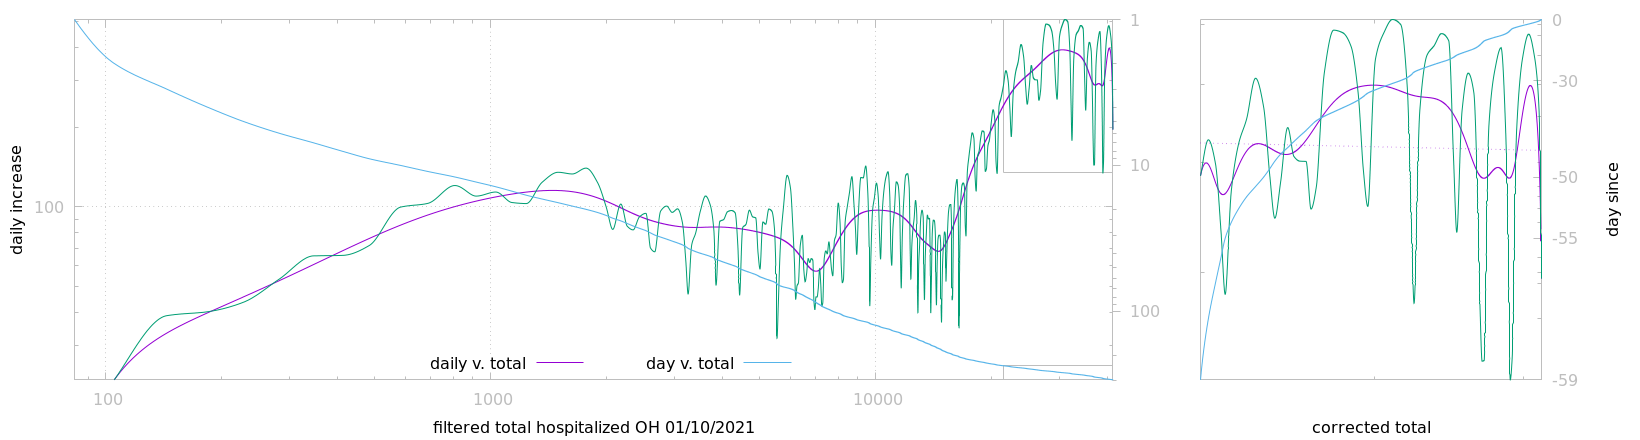 1
0
-30
10
-50
daily increase
100
day since
-55
100
daily v. total
day v. total
-59
100
1000
10000
filtered total hospitalized OH 01/10/2021
corrected total